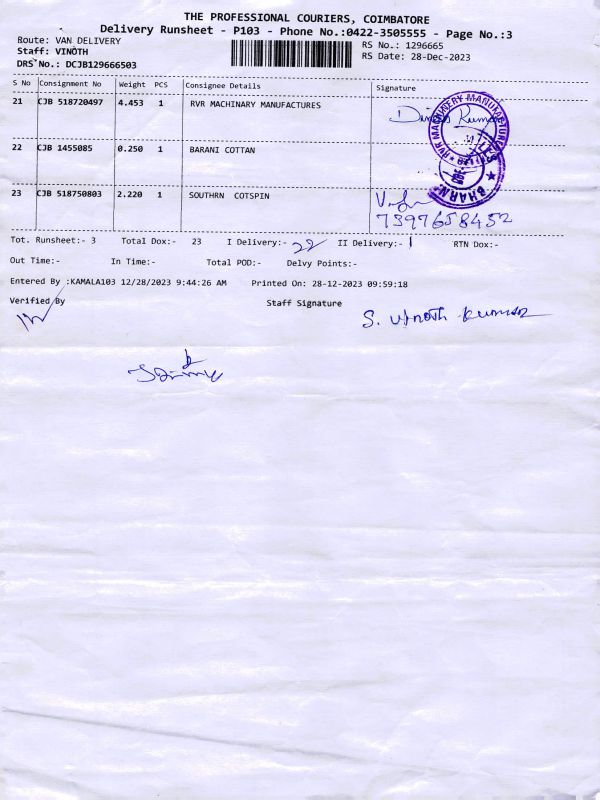 THE PROFESSIONAL COURIERS, COIMBATORE
Delivery Runsheet - P103 - Phone No.:0422-3505555 - Page No.:3
Route: VAN DELIVERY RS No.: 1296665
Staff: VINOTH RS Date: 28-Dec-2023
DRS No.: DCJB129666503
S No Consignment No Weight PCS Consignee Details Signature
21 CJB 518720497 4.453 1 RVR MACHINARY MANUFACTURES
RVR MACHINERY MANUFACTURERS
22 CJB 1455085 0.250 1 BARANI COTTAN
23 CJB 518750803 2.220 1 SOUTHRN COTSPIN
7397658452
Tot. Runsheet:- 3 Total Dox:- 23 I Delivery:- 22 II Delivery:- 1 RTN Dox:-
Out Time:- In Time:- Total POD:- Delvy Points:-
Entered By :KAMALA103 12/28/2023 9:44:26 AM Printed On: 28-12-2023 09:59:18
Verified By Staff Signature
S. Vinoth Kumar